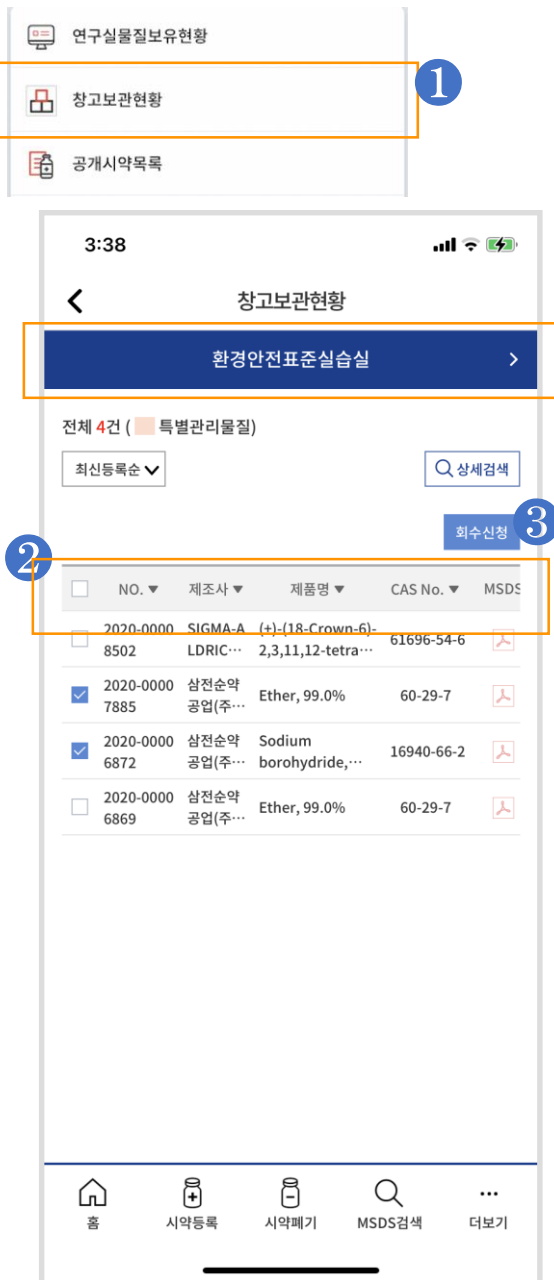 연구실물질보유현황
1
창고보관현황
공개시약목록
3:38
창고보관현황
환경안전표준실습실
전체 4건 ( 특별관리물질)
최신등록순
상세검색
회수신청
3
2
NO. ▼ 제조사 ▼ 제품명 ▼ CAS No. ▼ MSDS
2020-0000 SIGMA-A (+)-(18-Crown-6)-
8502 LDRIC… 2,3,11,12-tetra… 61696-54-6
2020-0000 삼전순약
7885 공업(주… Ether, 99.0% 60-29-7
2020-0000 삼전순약 Sodium
6872 공업(주… borohydride,… 16940-66-2
2020-0000 삼전순약
6869 공업(주… Ether, 99.0% 60-29-7
홈 시약등록 시약폐기 MSDS검색 더보기